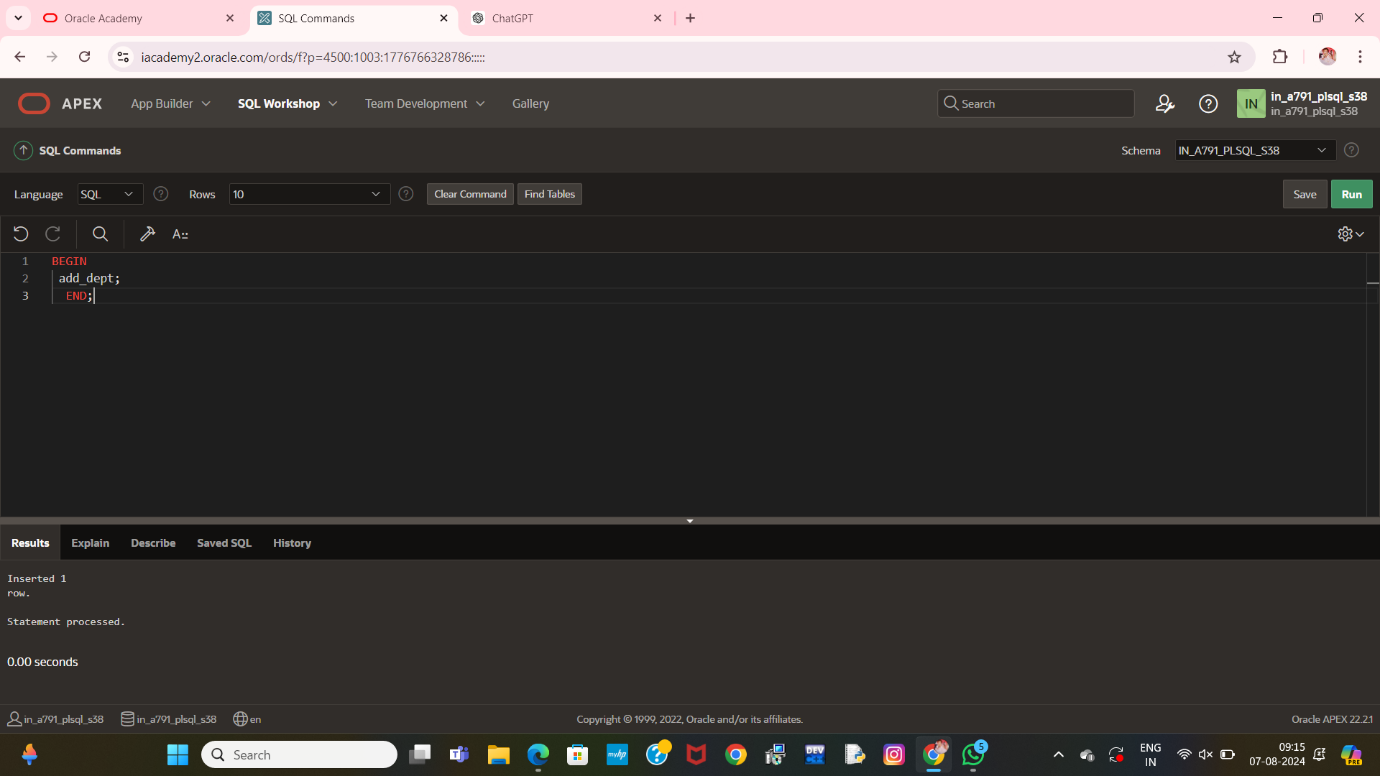 Oracle Academy
SQL Commands
ChatGPT
iacademy2.oracle.com/ords/f?p=4500:1003:1776766328786:::::
APEX App Builder SQL Workshop Team Development Gallery Search IN in_a791_plsql_s38
in_a791_plsql_s38
SQL Commands Schema IN_A791_PLSQL_S38
Language SQL Rows 10 Clear Command Find Tables Save Run
1 BEGIN
2 add_dept;
3 END;
Results Explain Describe Saved SQL History
Inserted 1
row.
Statement processed.
0.00 seconds
in_a791_plsql_s38 in_a791_plsql_s38 en Copyright © 1999, 2022, Oracle and/or its affiliates. Oracle APEX 22.2.1
Search myhp DEV 5 ENG
IN
09:15
07-08-2024
PRE